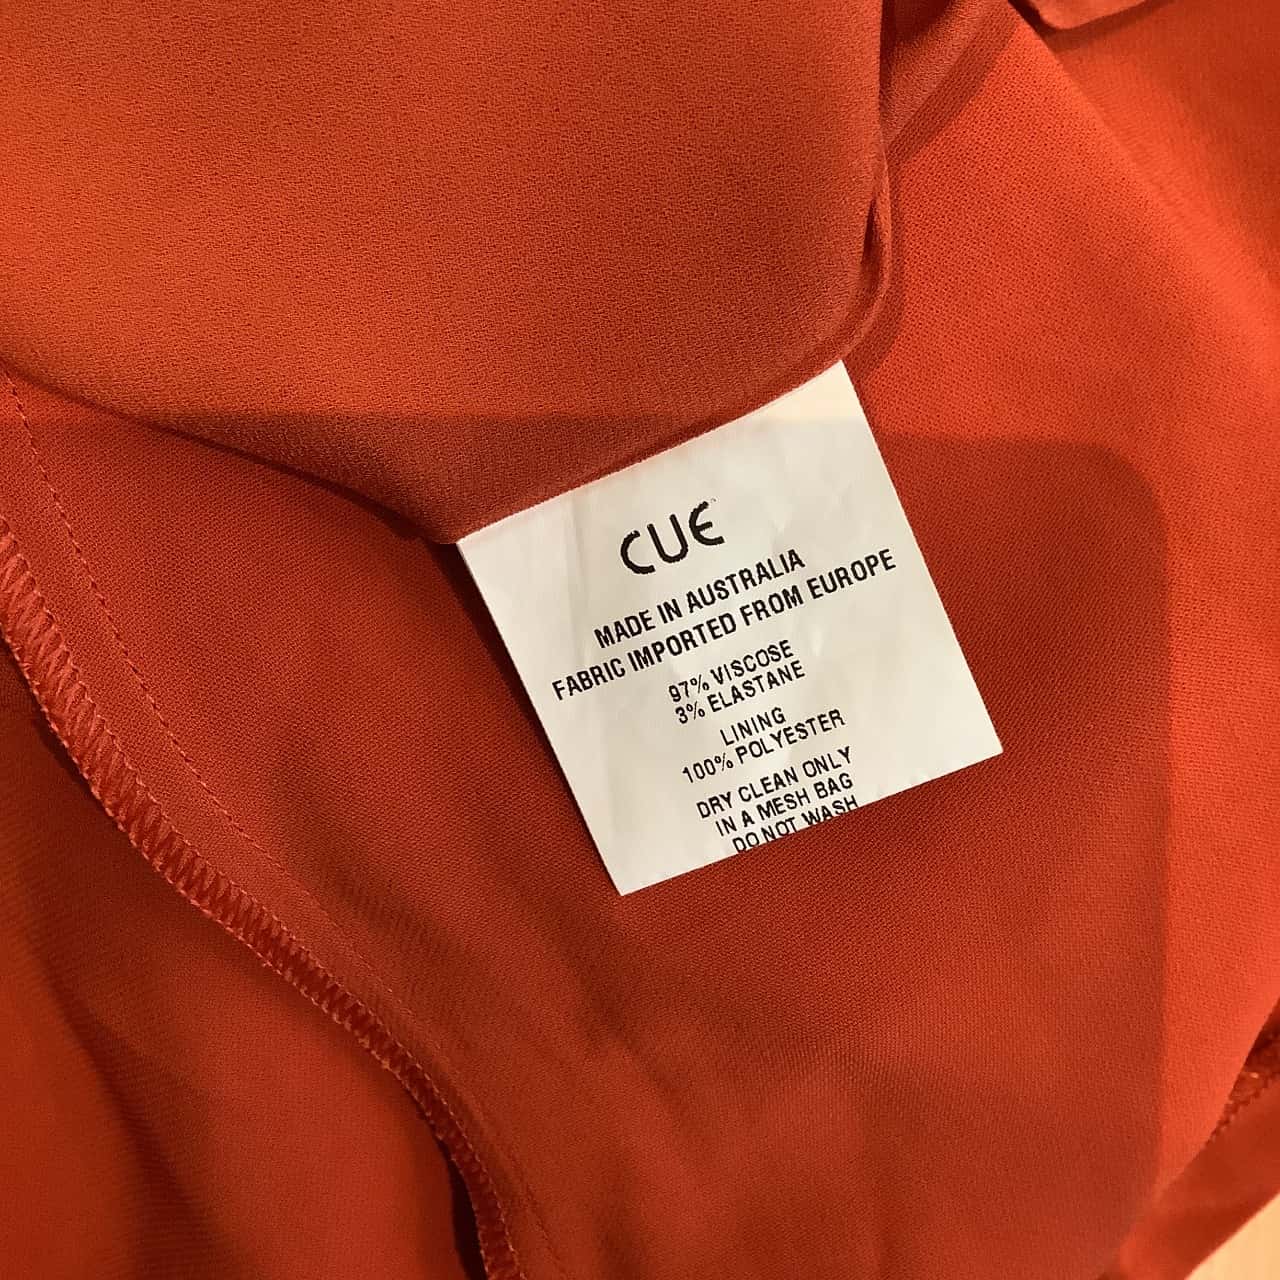 CUE
MADE IN AUSTRALIA
FABRIC IMPORTED FROM EUROPE
97% VISCOSE
3% ELASTANE
LINING
100% POLYESTER
DRY CLEAN ONLY
IN A MESH BAG
DO NOT WASH